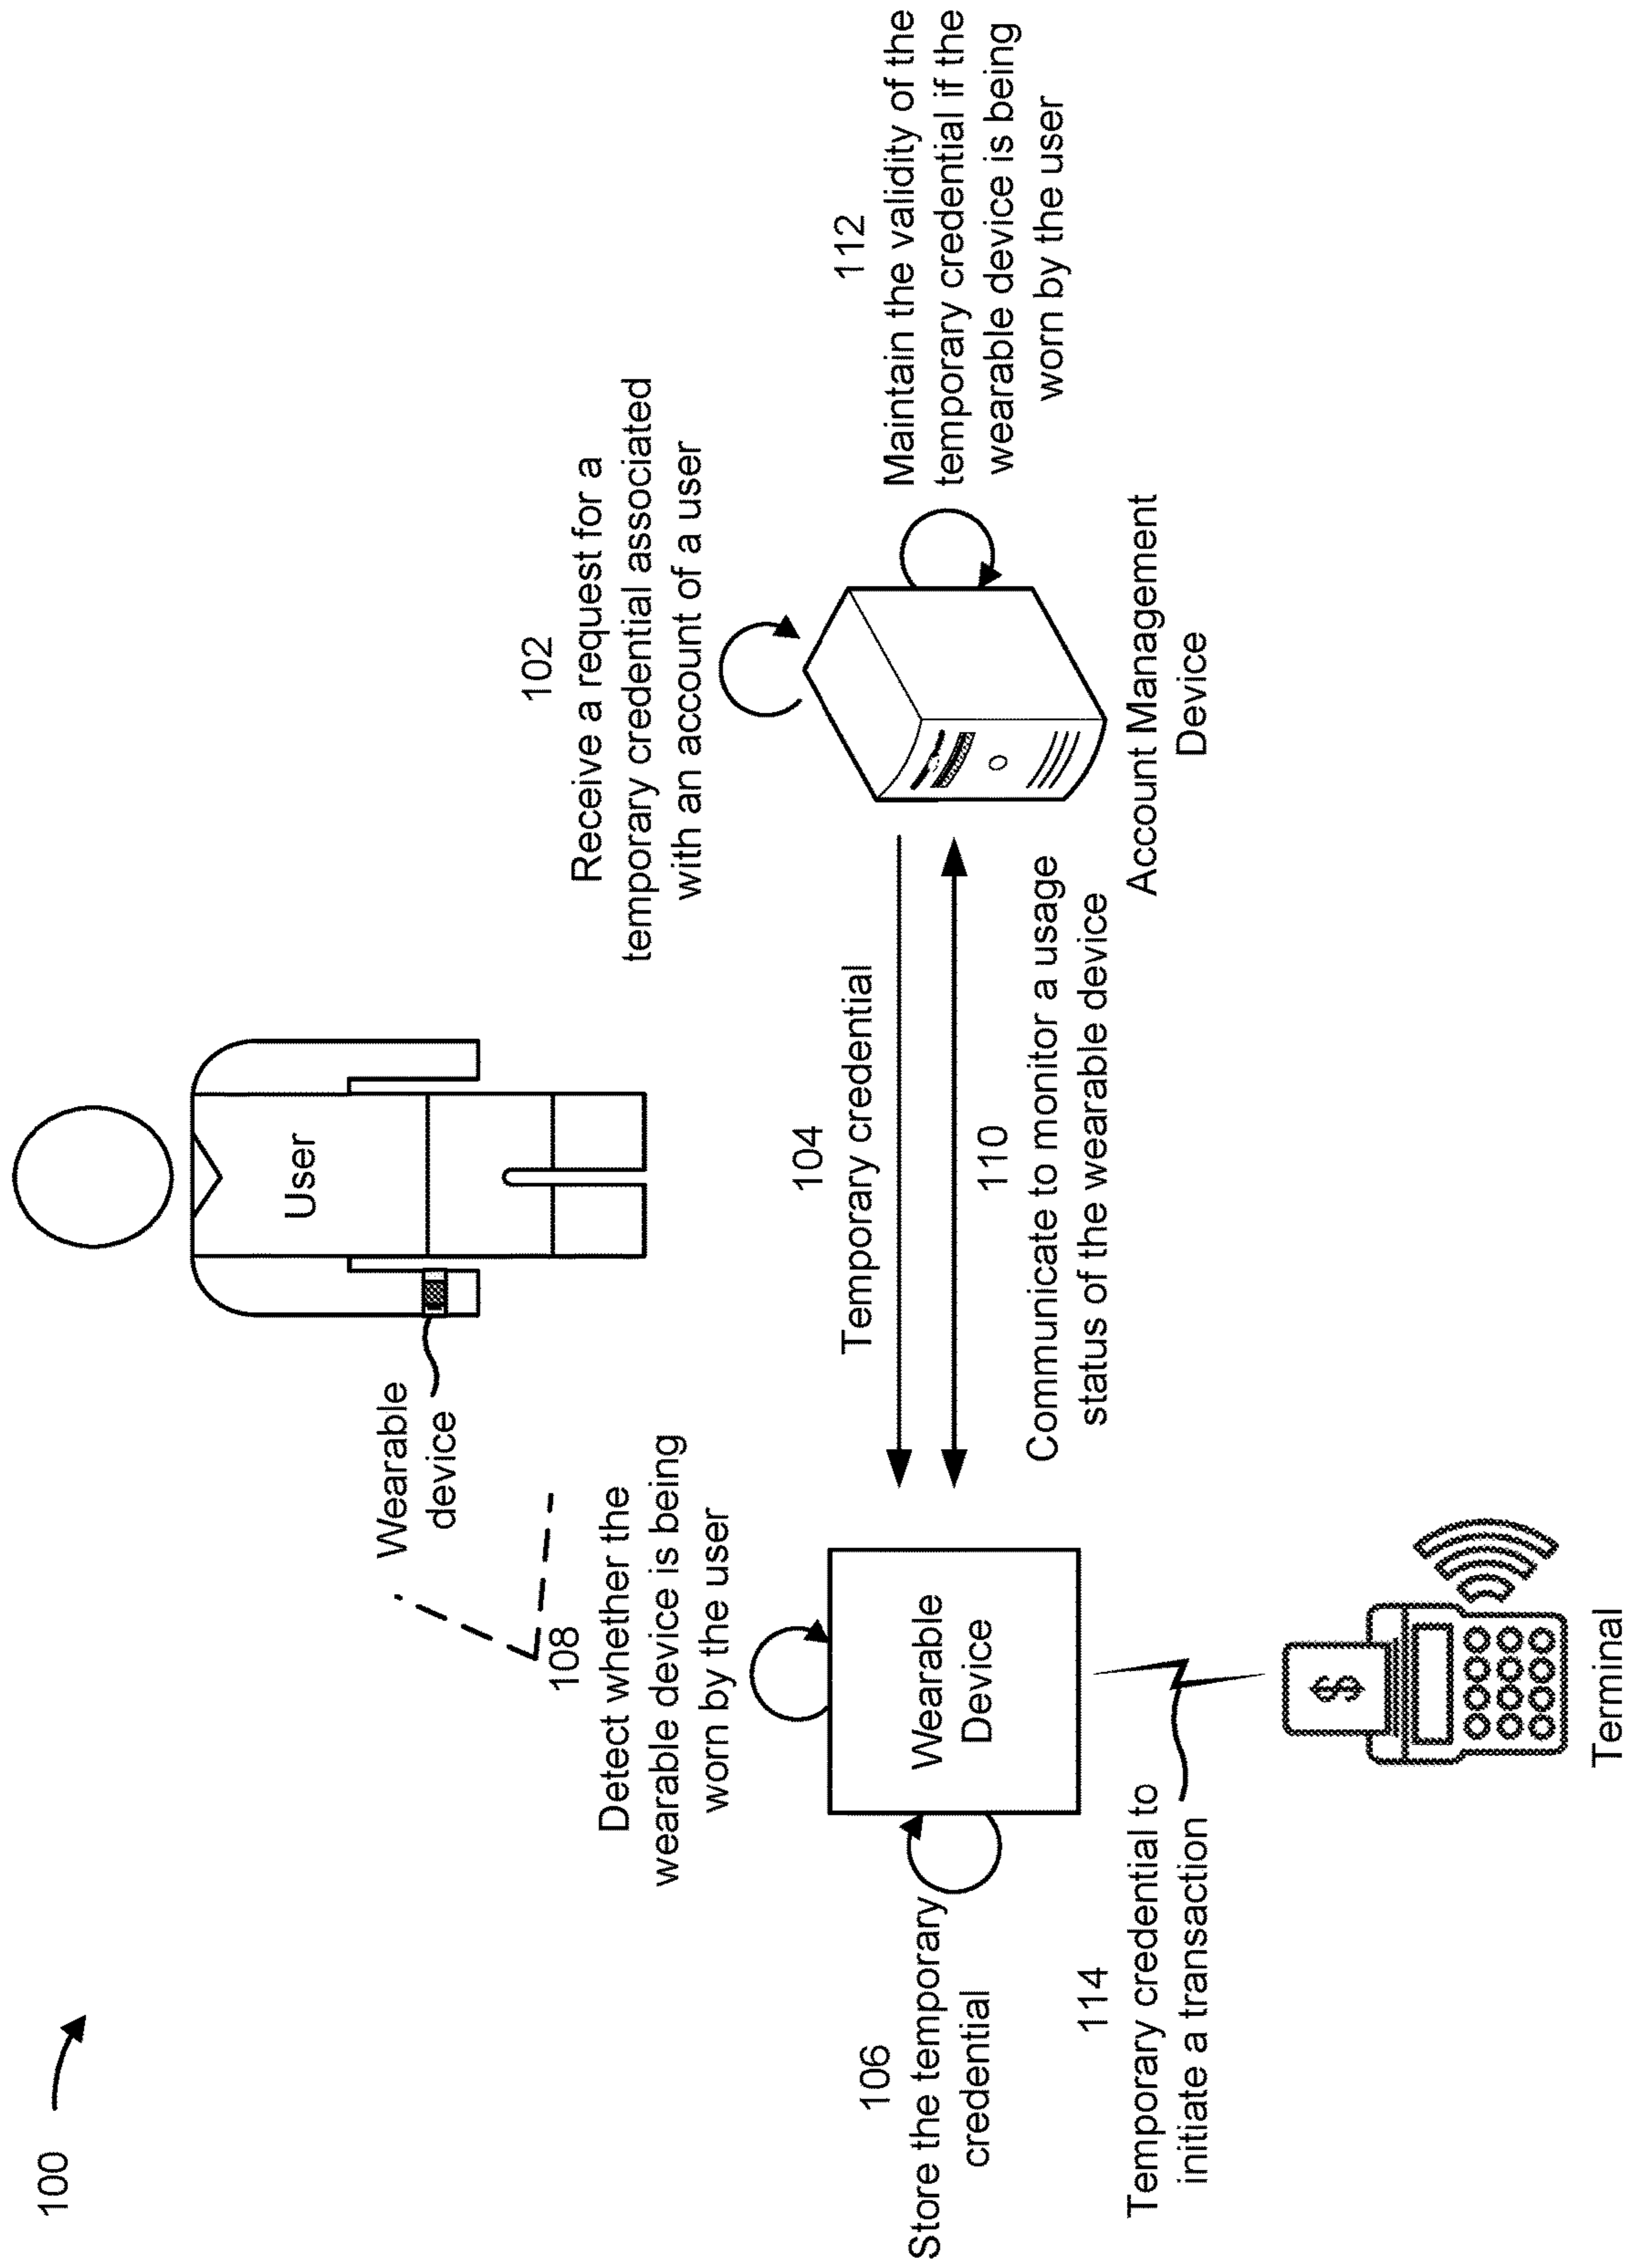 100
User
Wearable
device
102
Receive a request for a
temporary credential associated
with an account of a user
108
Detect whether the
wearable device is being
worn by the user
104
Temporary credential
112
Maintain the validity of the
temporary credential if the
wearable device is being
worn by the user
106
Store the temporary
credential
Wearable
Device
110
Communicate to monitor a usage
status of the wearable device
Account Management
Device
114
Temporary credential to
initiate a transaction
$
Terminal